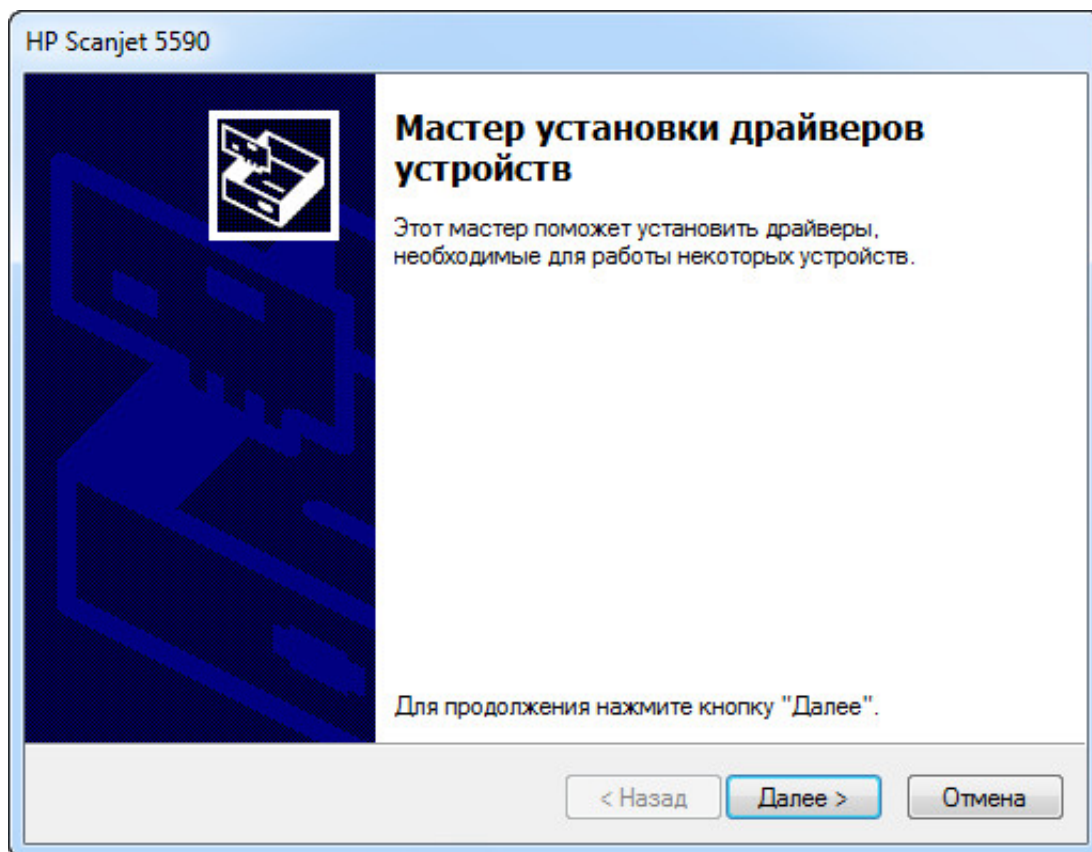 HP Scanjet 5590
Мастер установки драйверов
устройств
Этот мастер поможет установить драйверы,
необходимые для работы некоторых устройств.
Для продолжения нажмите кнопку "Далее".
< Назад
Далее >
Отмена